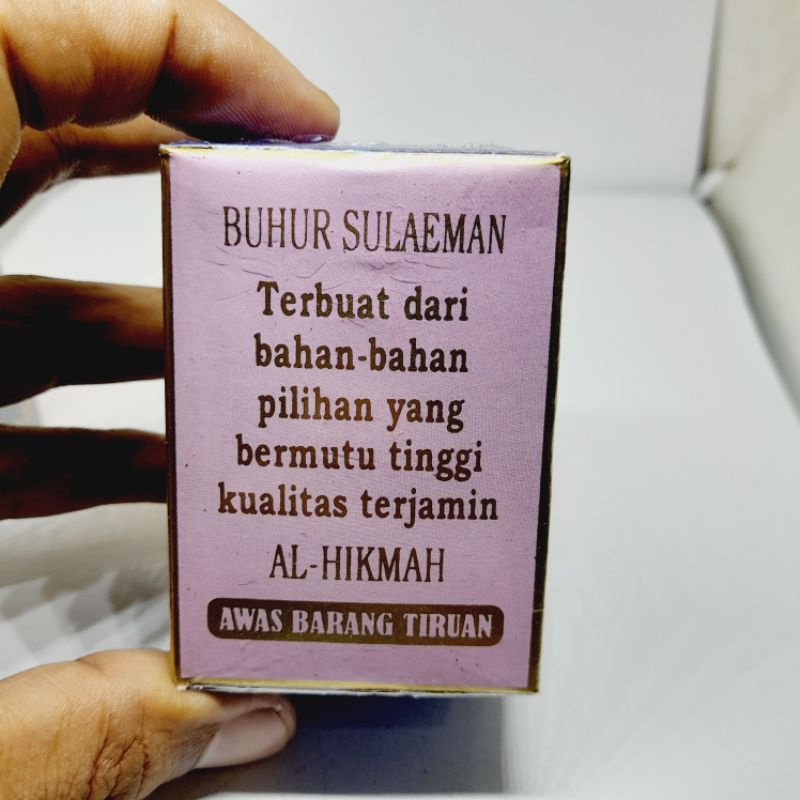 BUHUR SULAEMAN
Terbuat dari
bahan-bahan
pilihan yang
bermutu tinggi
kualitas terjamin
AL-HIKMAH
AWAS BARANG TIRUAN